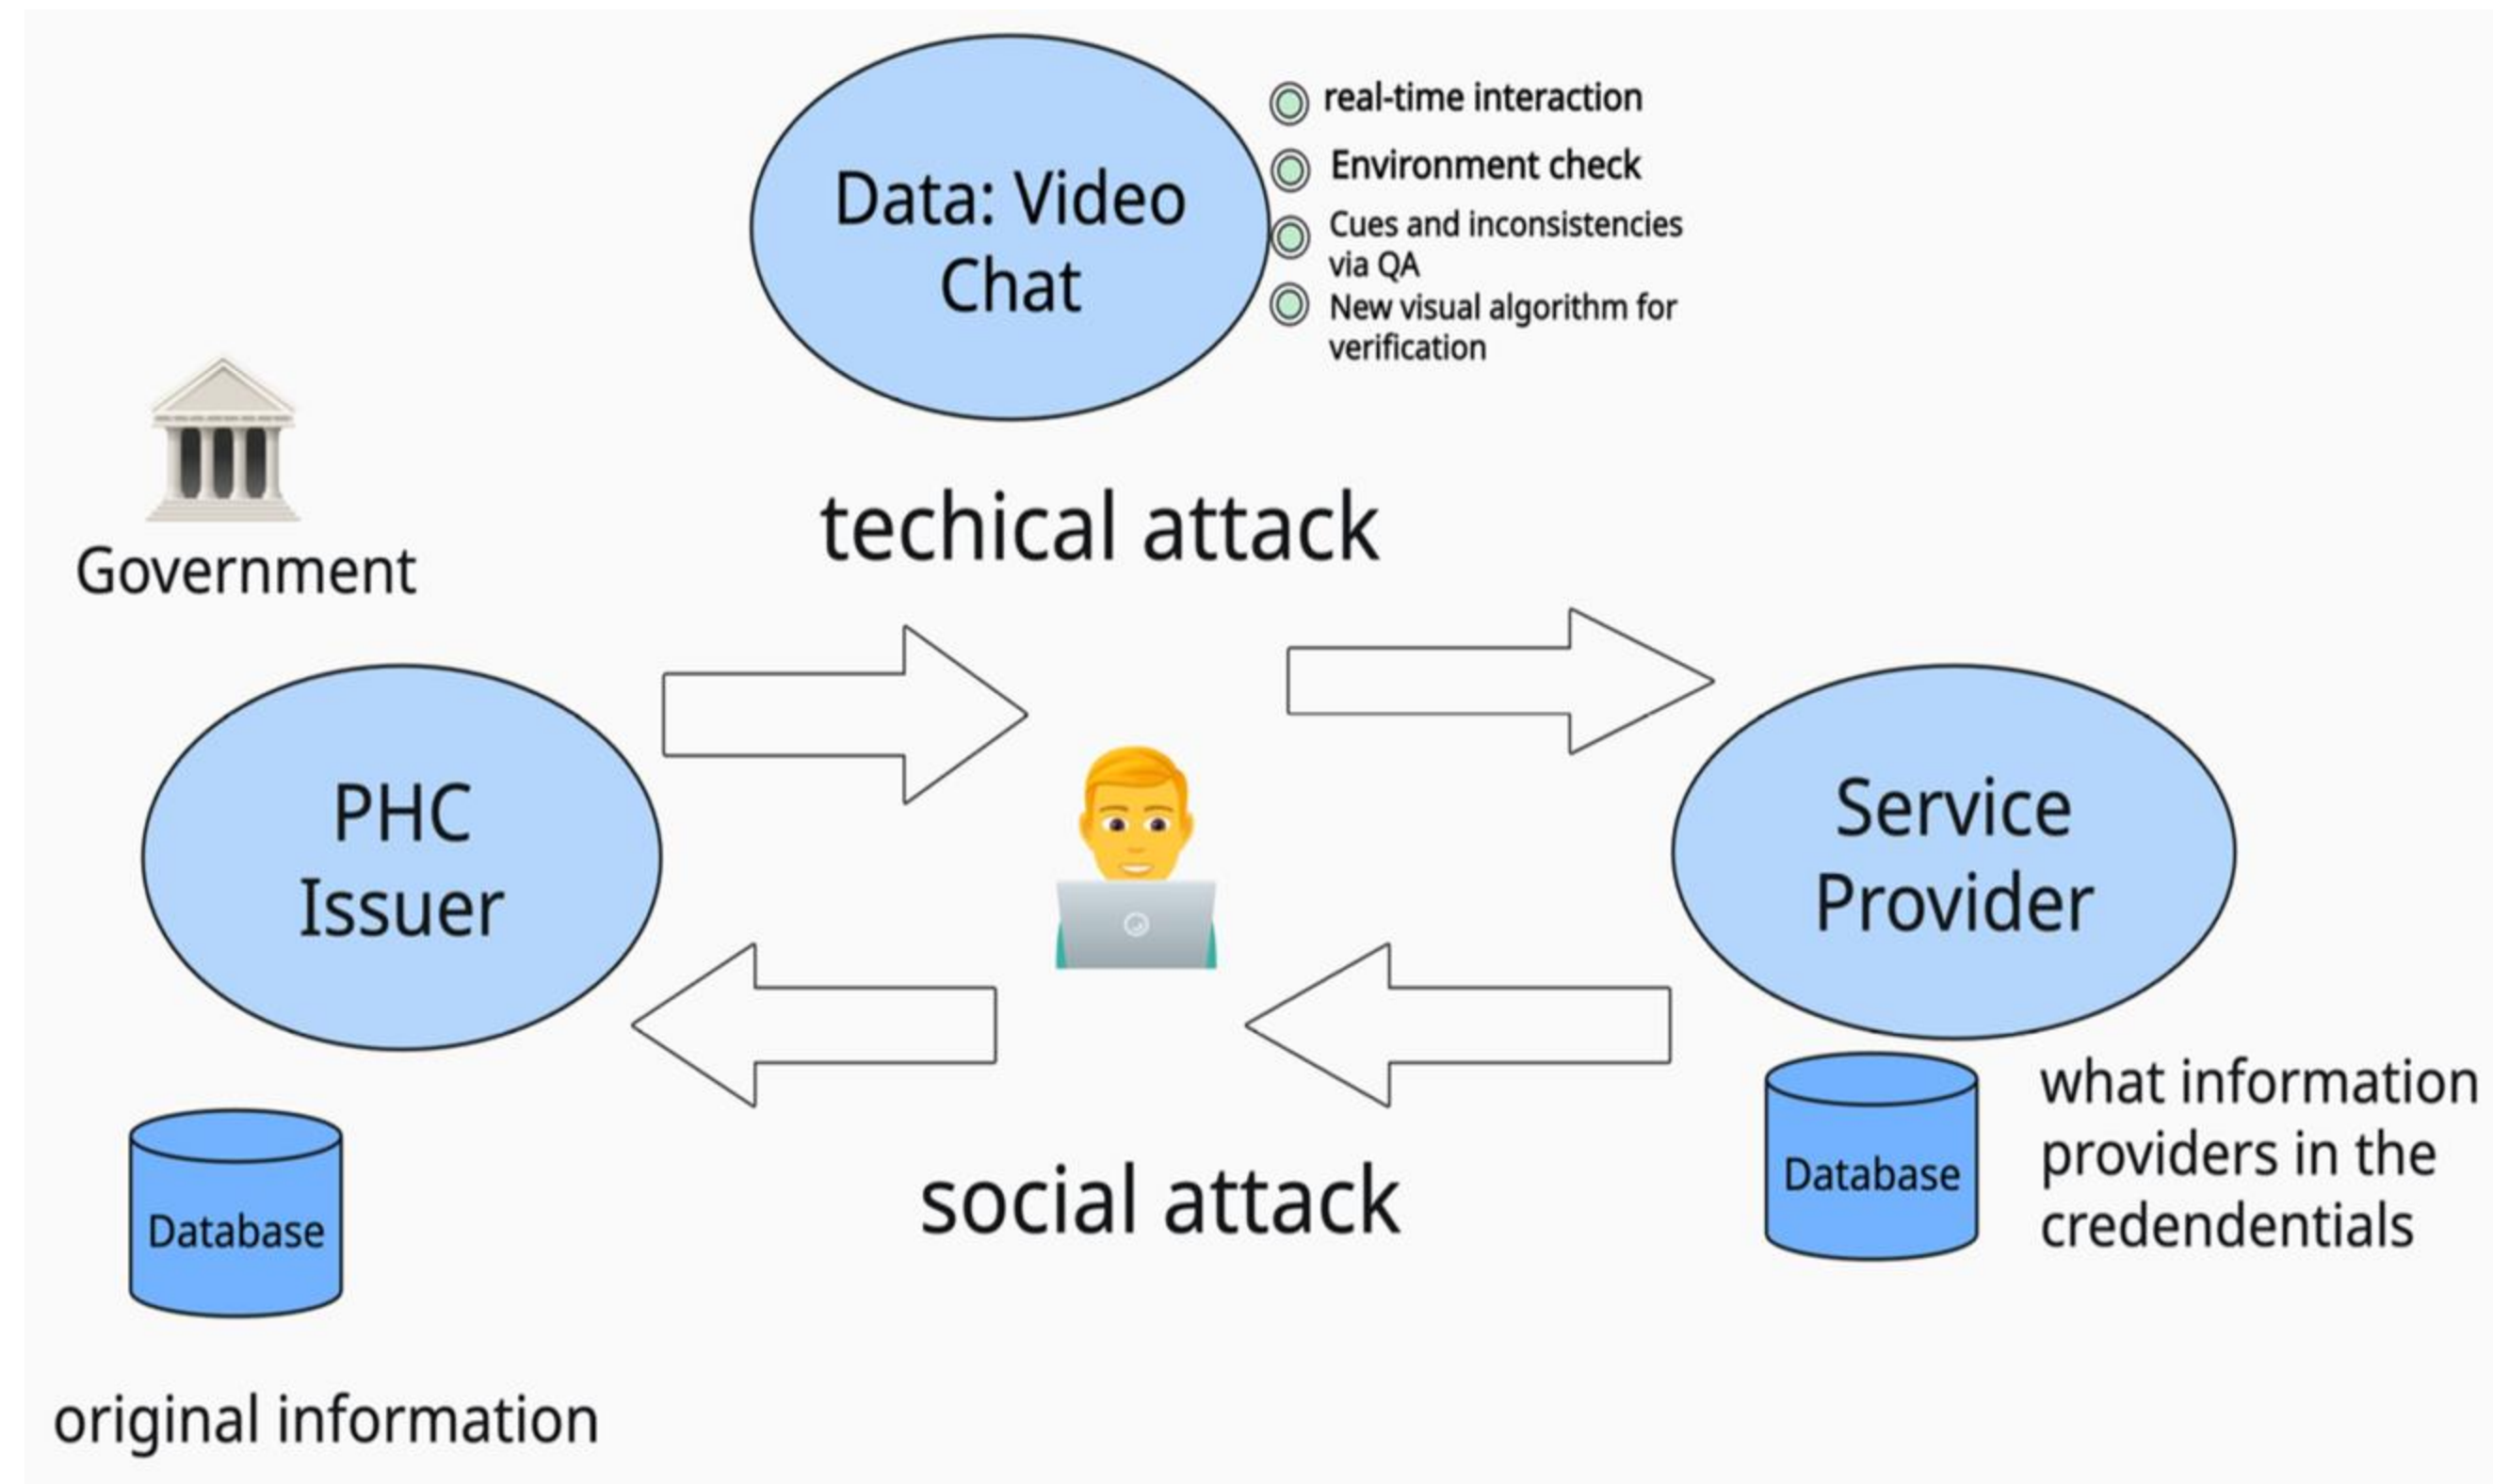 Data: Video
Chat
real-time interaction
Environment check
Cues and inconsistencies
via QA
New visual algorithm for
verification
Government
techical attack
PHC
Issuer
Service
Provider
Database
original information
social attack
Database
what information
providers in the
credendentials